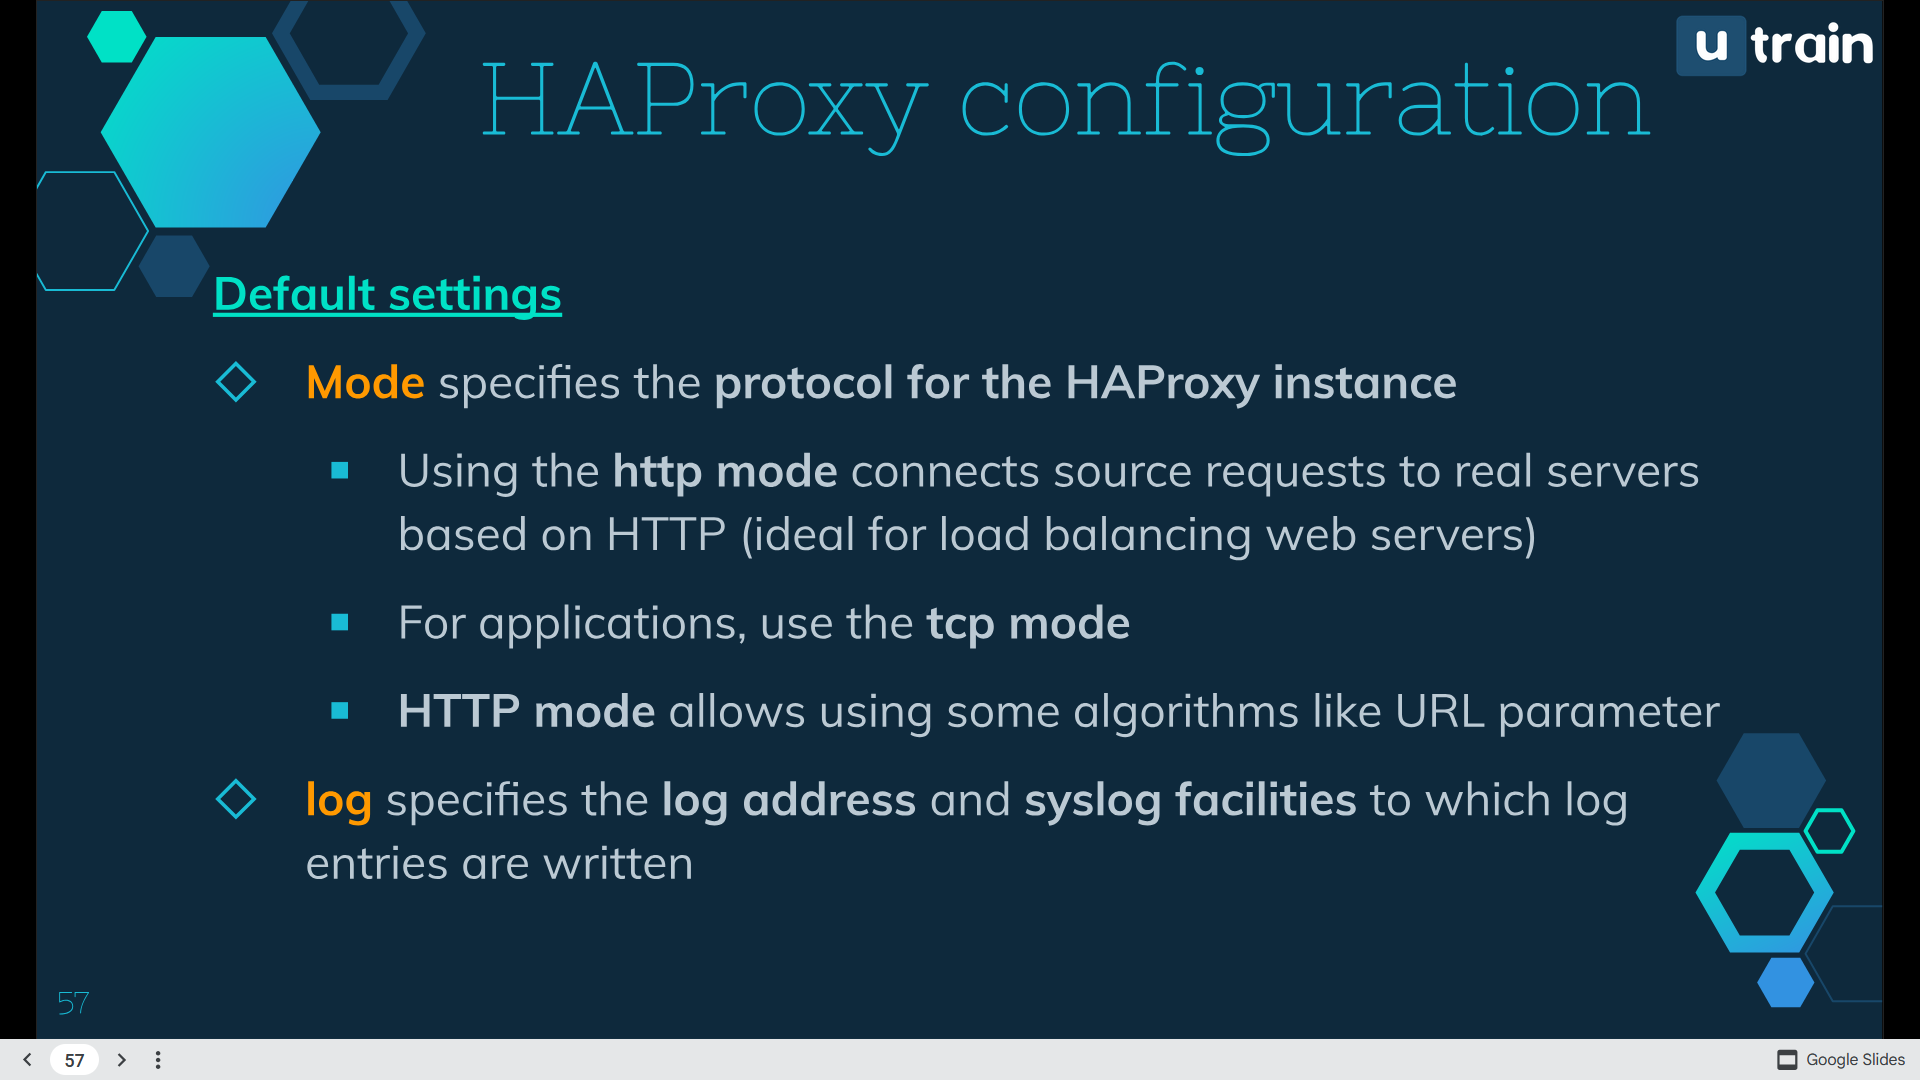 u train
HAProxy configuration
Default settings
Mode specifies the protocol for the HAProxy instance
Using the http mode connects source requests to real servers
based on HTTP (ideal for load balancing web servers)
For applications, use the tcp mode
HTTP mode allows using some algorithms like URL parameter
log specifies the log address and syslog facilities to which log
entries are written
57
57
Google Slides